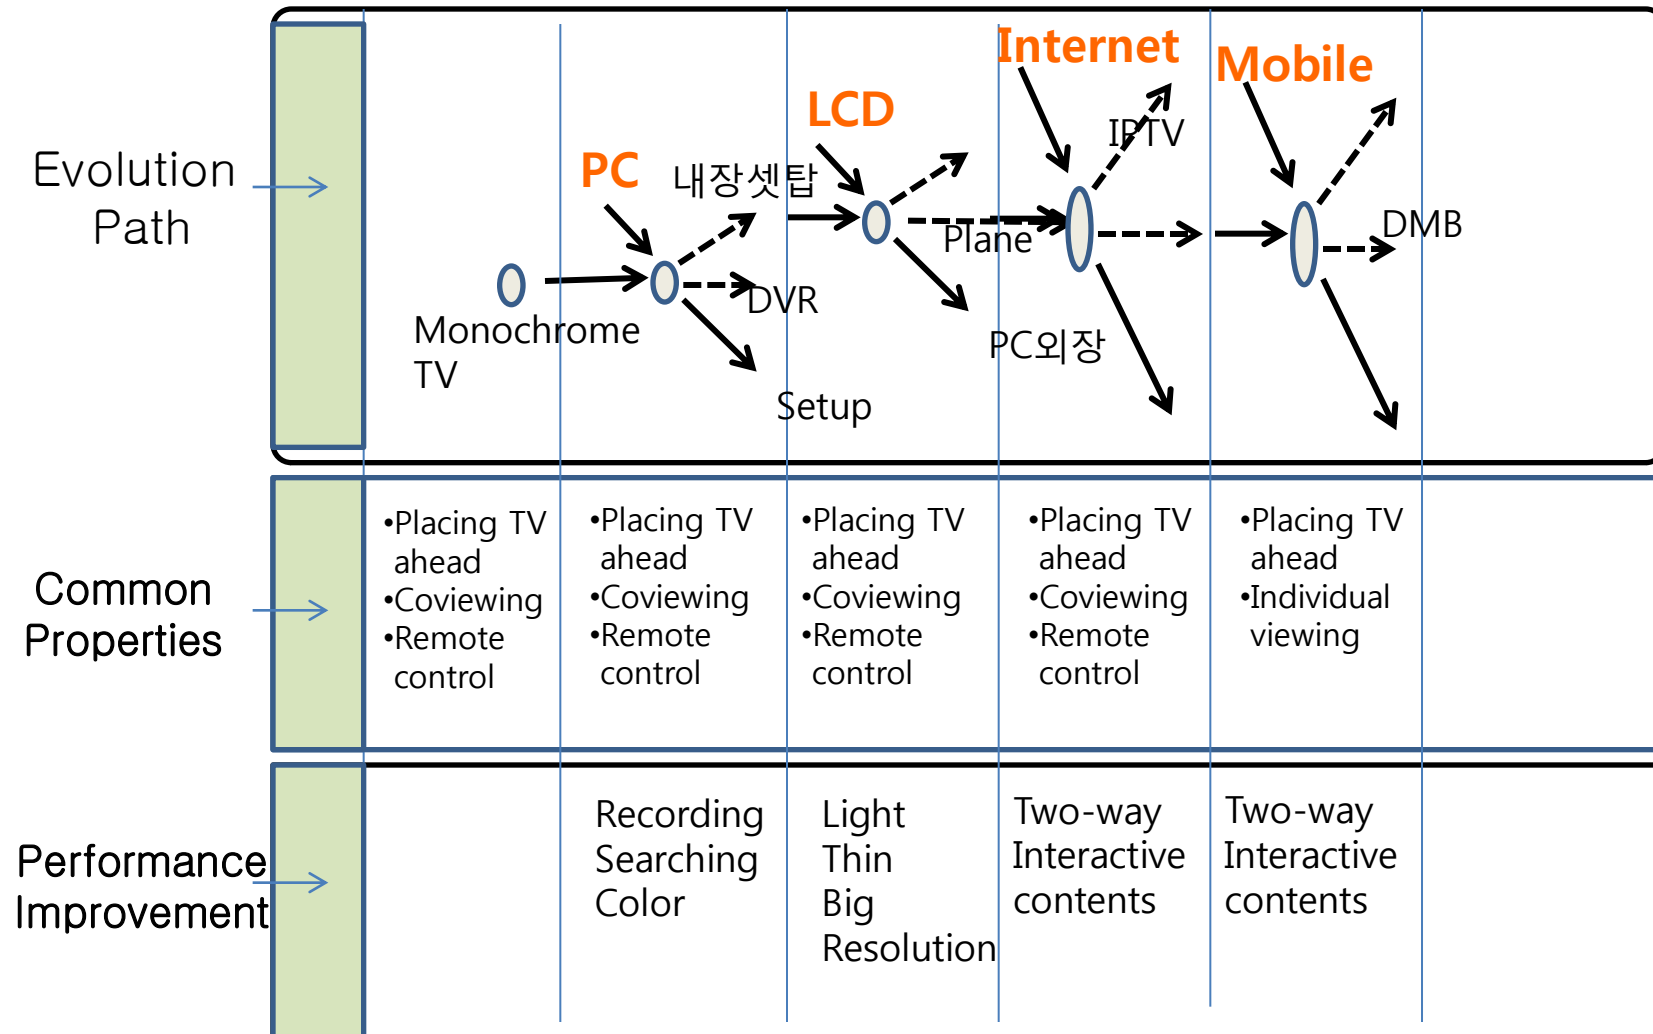 Evolution
Path
Internet
Mobile
LCD
PC
IPTV
내장셋탑
DMB
Plane
DVR
Monochrome
TV
PC외장
Setup
Common
Properties
•Placing TV
ahead
•Coviewing
•Remote
control
•Placing TV
ahead
•Coviewing
•Remote
control
•Placing TV
ahead
•Coviewing
•Remote
control
•Placing TV
ahead
•Coviewing
•Remote
control
•Placing TV
ahead
•Individual
viewing
Performance
Improvement
Recording
Searching
Color
Light
Thin
Big
Resolution
Two-way
Interactive
contents
Two-way
Interactive
contents